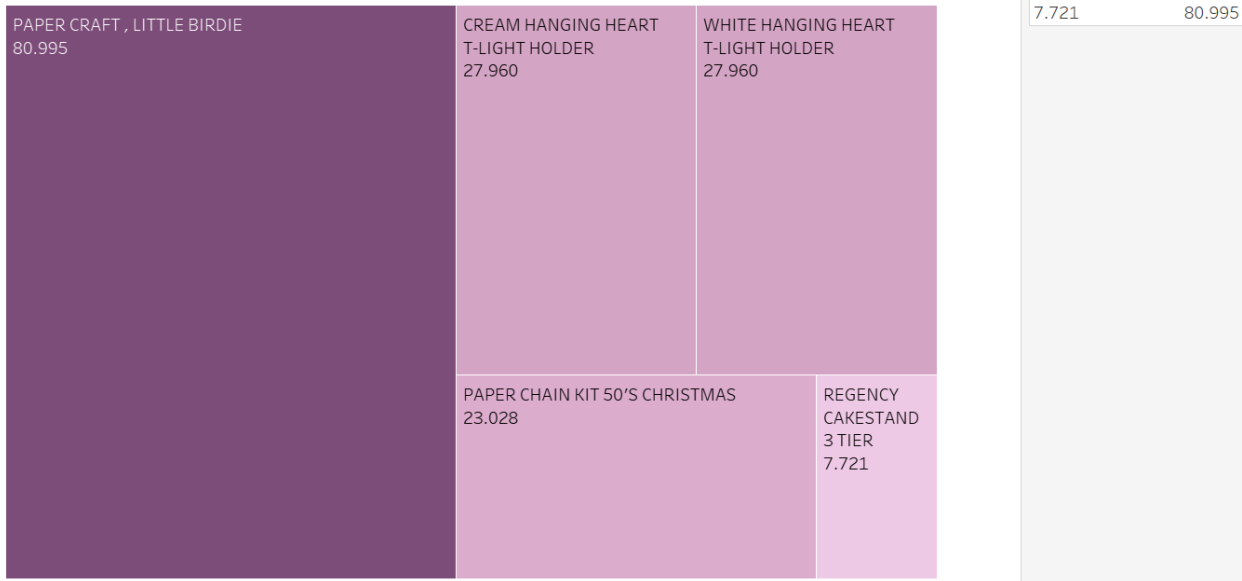 PAPER CRAFT , LITTLE BIRDIE
80.995
CREAM HANGING HEART
T-LIGHT HOLDER
27.960
WHITE HANGING HEART
T-LIGHT HOLDER
27.960
PAPER CHAIN KIT 50'S CHRISTMAS
23.028
REGENCY
CAKESTAND
3 TIER
7.721
7.721 80.995